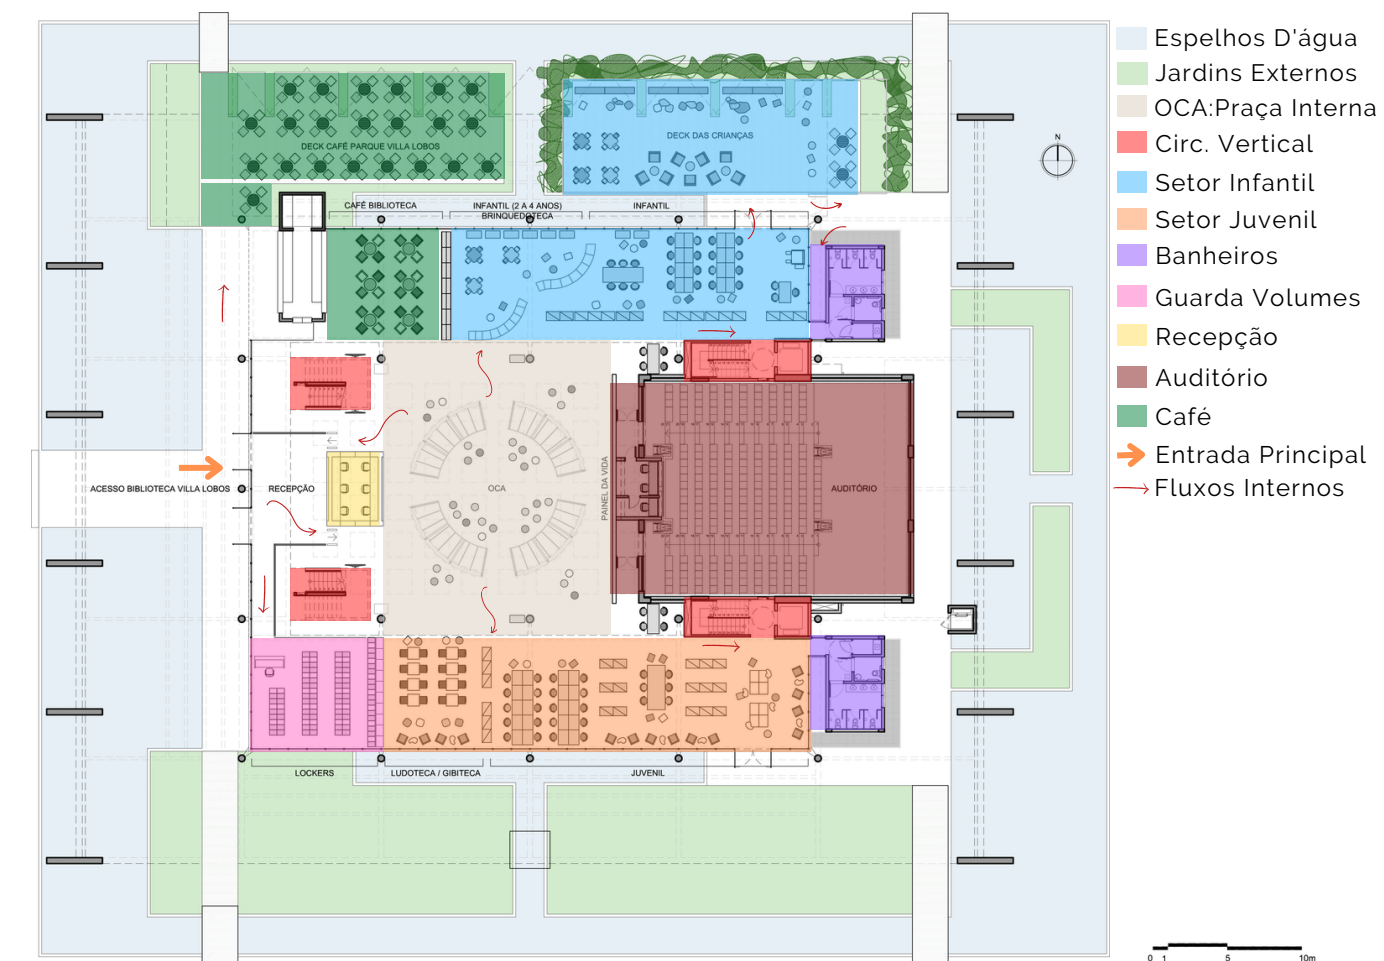 Espelhos D'água
Jardins Externos
OCA:Praça Interna
Circ. Vertical
Setor Infantil
Setor Juvenil
Banheiros
Guarda Volumes
Recepção
Auditório
Café
Entrada Principal
Fluxos Internos
N
DECK CAFÉ PARQUE VILLA LOBOS
DECK DAS CRIANÇAS
CAFÉ BIBLIOTECA
INFANTIL (2 A 4 ANOS)
BRINQUEDOTECA
INFANTIL
ACESSO BIBLIOTECA VILLA LOBOS
RECEPÇÃO
OCA
PAINEL DA VIDA
AUDITÓRIO
LOCKERS
LUDOTECA / GIBITECA
JUVENIL
0 1 5 10m